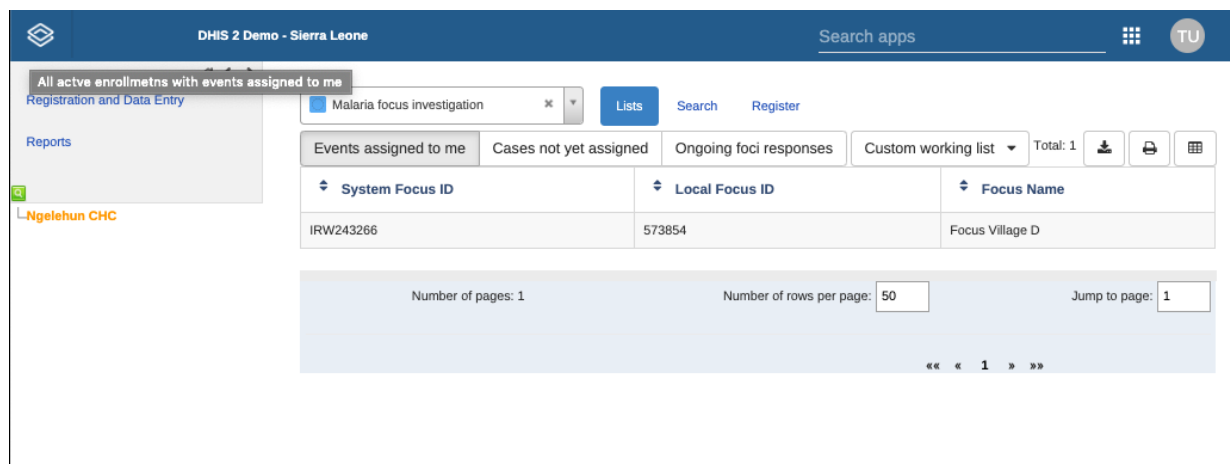 DHIS 2 Demo - Sierra Leone
Search apps
TU
All actve enrollmetns with events assigned to me
Registration and Data Entry
Reports
Ngelehun CHC
Malaria focus investigation
Lists
Search
Register
Events assigned to me
Cases not yet assigned
Ongoing foci responses
Custom working list
Total: 1
System Focus ID
Local Focus ID
Focus Name
IRW243266
573854
Focus Village D
Number of pages: 1
Number of rows per page: 50
Jump to page: 1
«« « 1 » »»